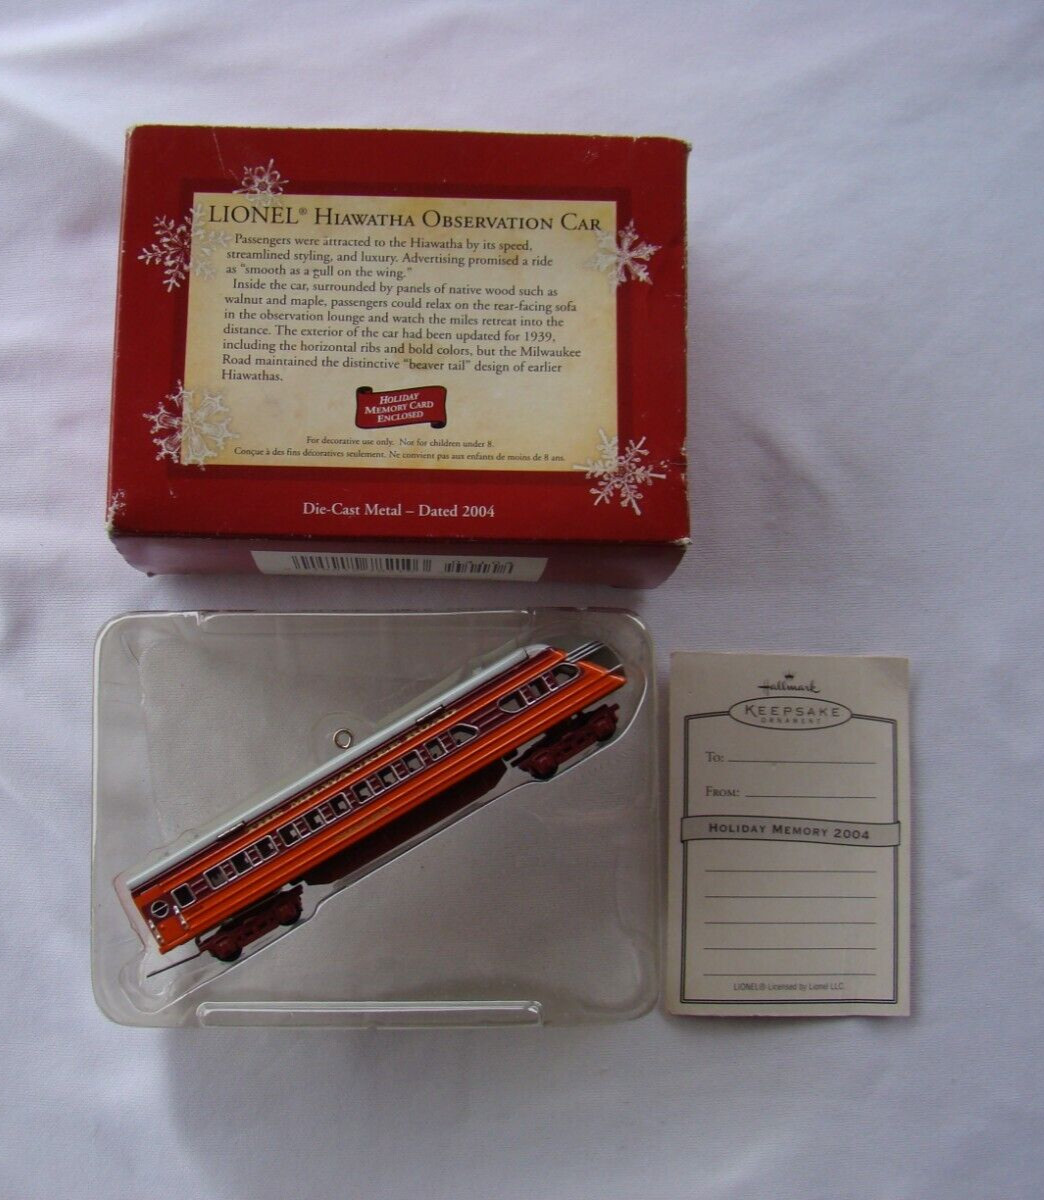 LIONEL® HIAWATHA OBSERVATION CAR
Passengers were attracted to the Hiawatha by its speed,
streamlined styling, and luxury. Advertising promised a ride
as "smooth as a gull on the wing."
Inside the car, surrounded by panels of native wood such as
walnut and maple, passengers could relax on the rear-facing sofa
in the observation lounge and watch the miles retreat into the
distance. The exterior of the car had been updated for 1939,
including the horizontal ribs and bold colors, but the Milwaukee
Road maintained the distinctive "beaver tail" design of earlier
Hiawathas.
HOLIDAY
MEMORY CARD
ENCLOSED
For decorative use only. Not for children under 8.
Conçue à des fins décoratives seulement. Ne convient pas aux enfants de moins de 8 ans.
Die-Cast Metal – Dated 2004
THE MILWAUKEE ROAD
Hallmark
KEEPSAKE
ORNAMENT
TO:
FROM:
HOLIDAY MEMORY 2004
LIONEL® Licensed by Lionel LLC